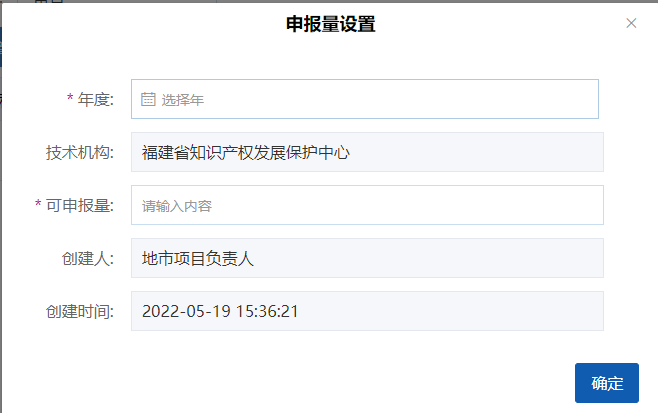 申报量设置
* 年度:
选择年
技术机构:
福建省知识产权发展保护中心
* 可申报量:
请输入内容
创建人:
地市项目负责人
创建时间:
2022-05-19 15:36:21
确定